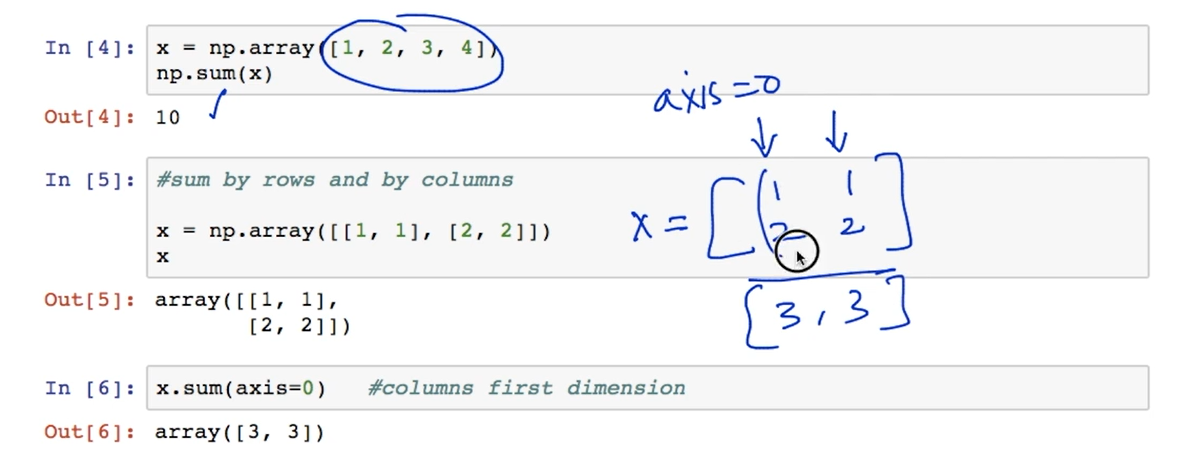 In [4]: x = np.array([1, 2, 3, 4])
np.sum(x)
Out[4]: 10
axis=0
In [5]: #sum by rows and by columns
x = np.array([[1, 1], [2, 2]])
x
x = [1 1
2 2]
Out[5]: array([[1, 1],
[2, 2]])
[3, 3]
In [6]: x.sum(axis=0) #columns first dimension
Out[6]: array([3, 3])